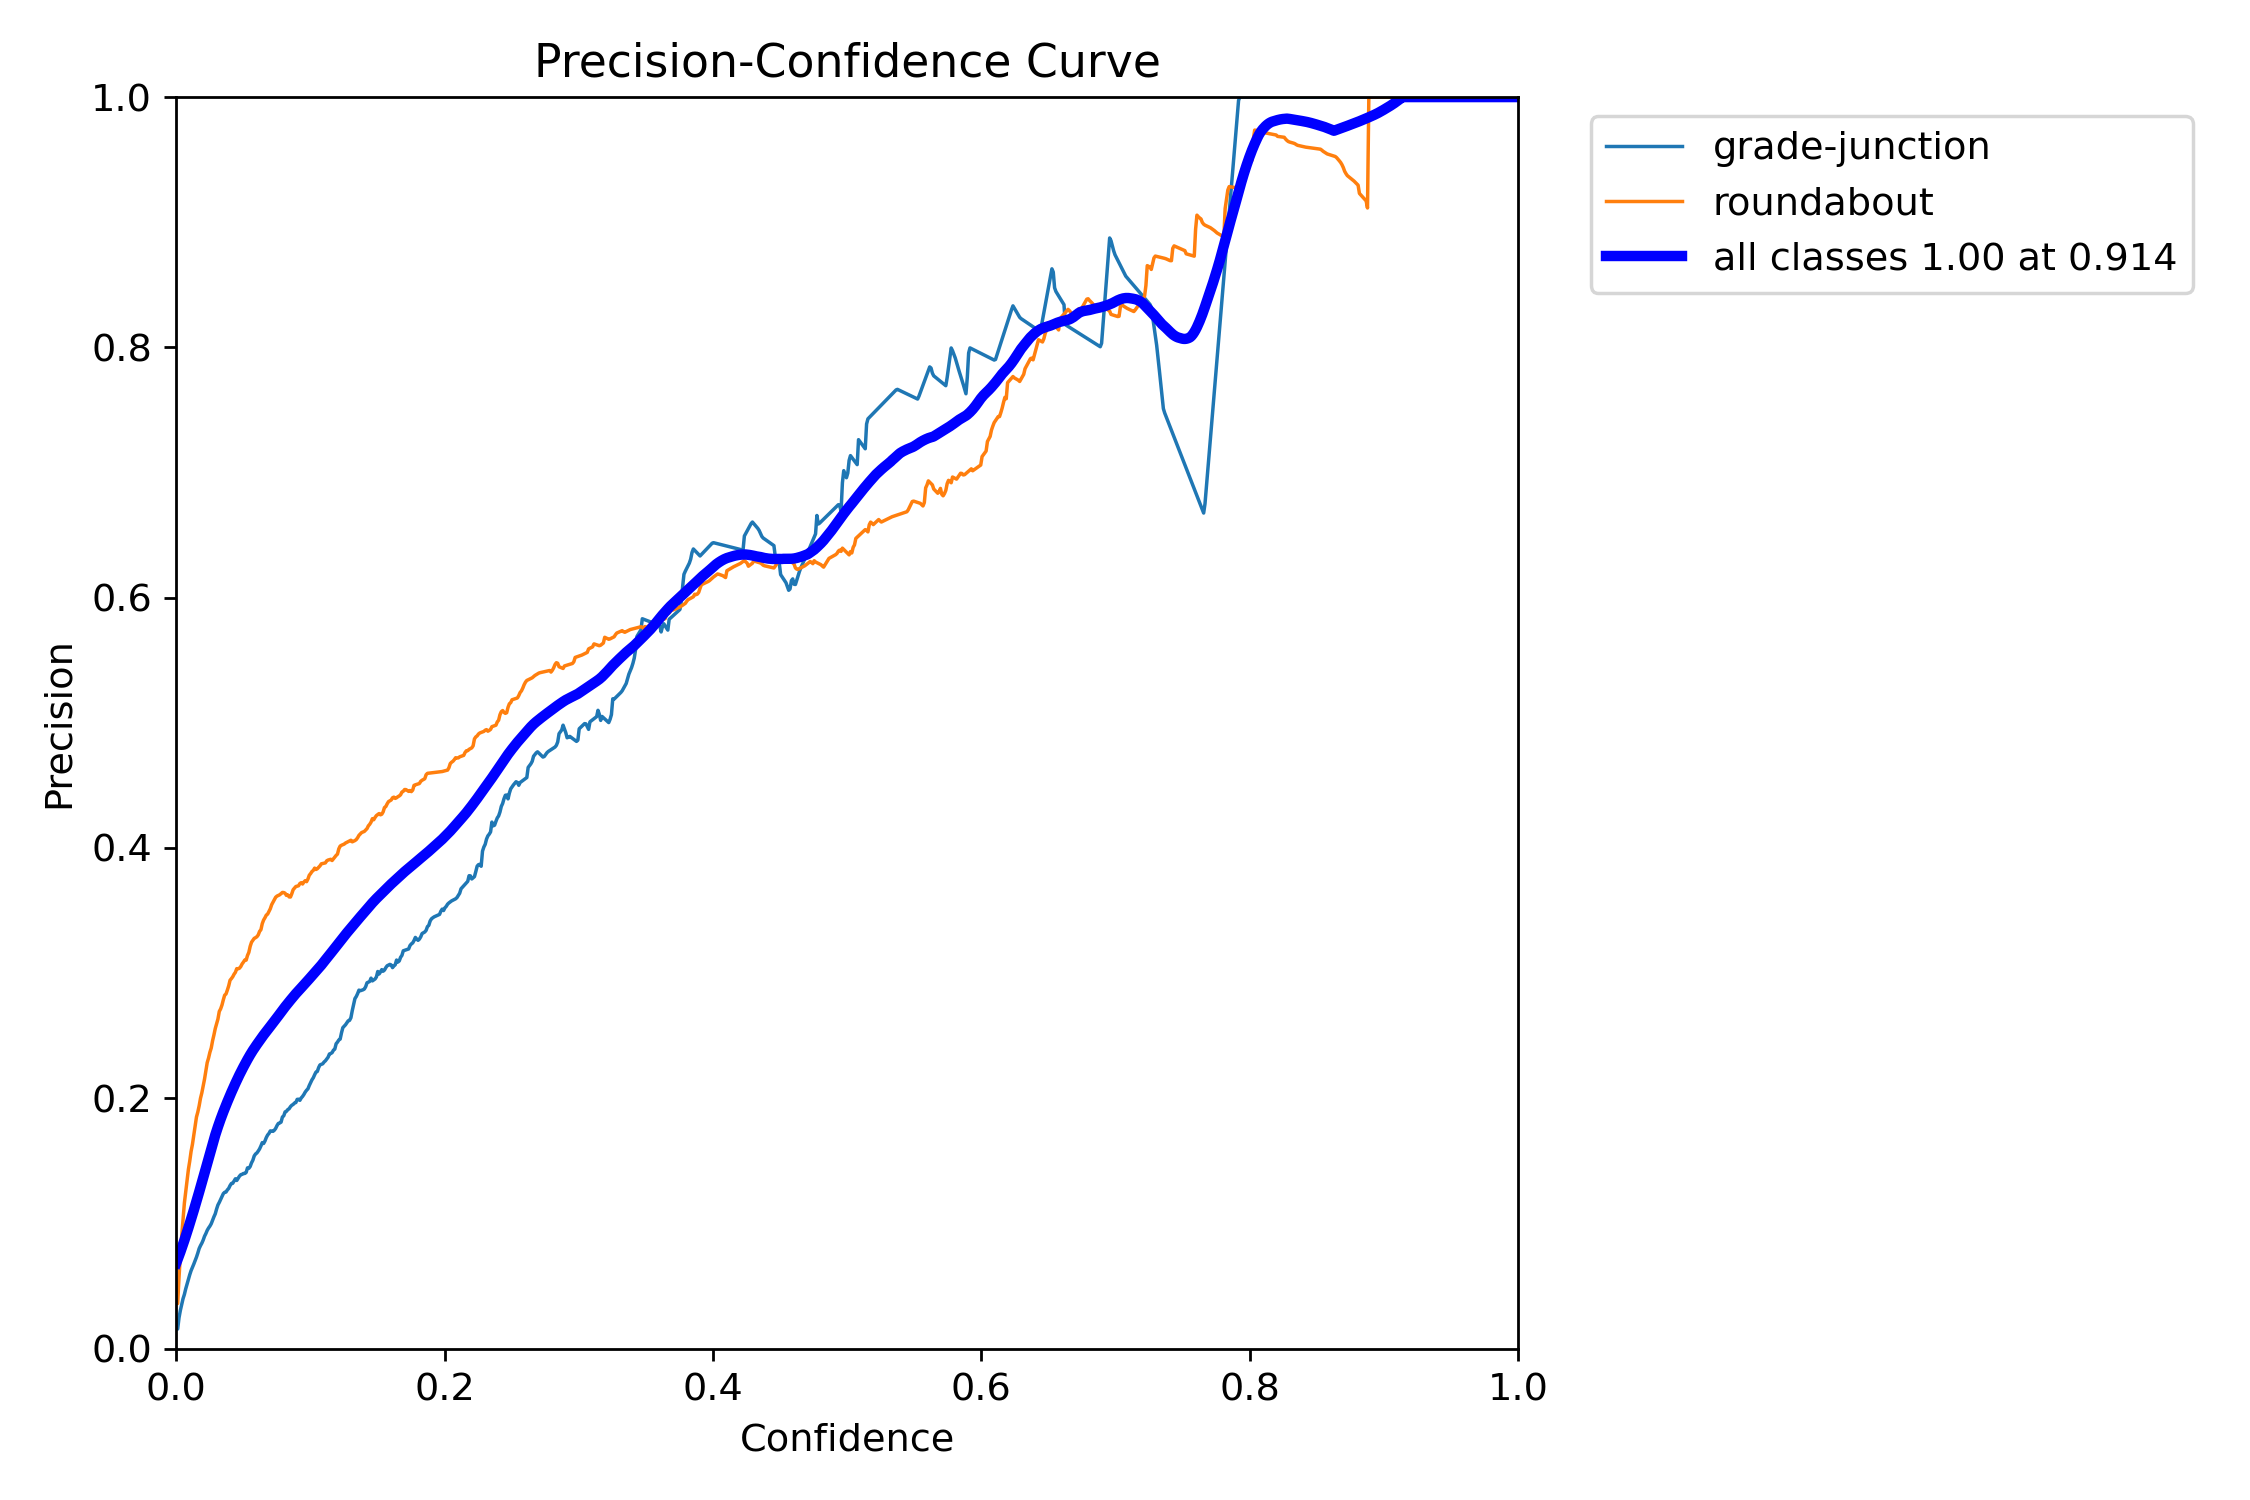 Precision-Confidence Curve
1.0
0.8
0.6
0.4
0.2
0.0
Precision
0.0 0.2 0.4 0.6 0.8 1.0
Confidence
grade-junction
roundabout
all classes 1.00 at 0.914